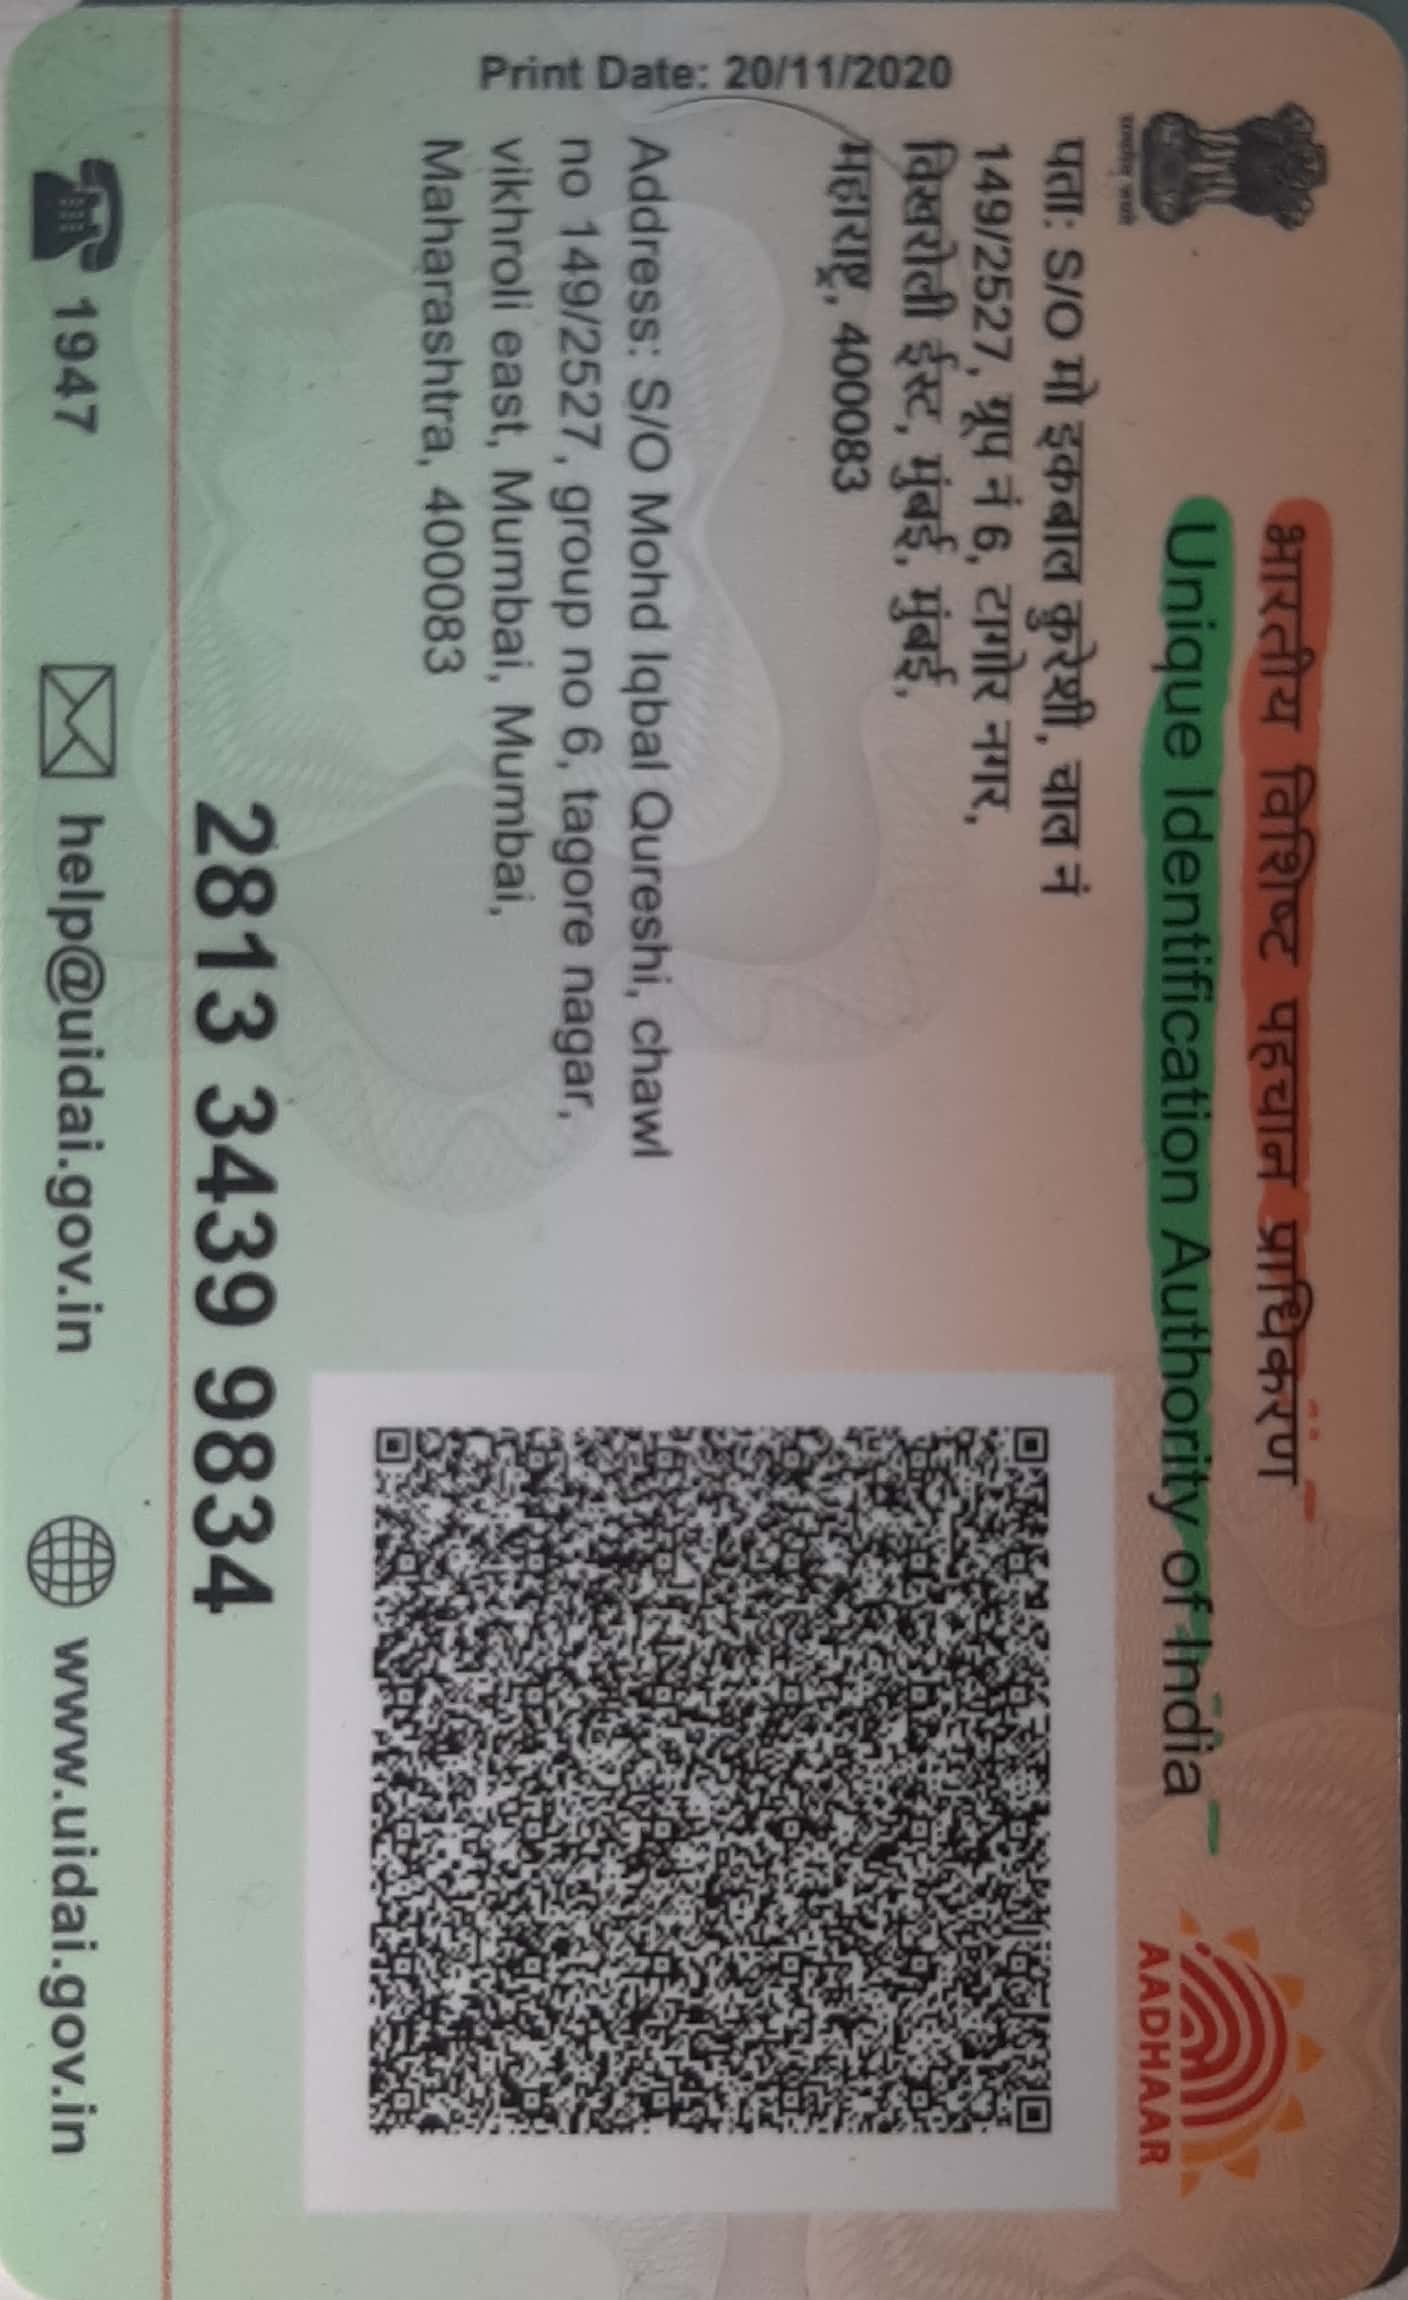 भारतीय विशिष्ट पहचान प्राधिकरण
Unique Identification Authority of India
AADHAAR
सत्यमेव जयते
पता: S/O मो इकबाल कुरेशी, चाल नं
149/2527, ग्रूप नं 6, टागोर नगर,
विखरोली ईस्ट, मुंबई, मुंबई,
महाराष्ट्र, 400083
Print Date: 20/11/2020
Address: S/O Mohd Iqbal Qureshi, chawl
no 149/2527, group no 6, tagore nagar,
vikhroli east, Mumbai, Mumbai,
Maharashtra, 400083
2813 3439 9834
1947
help@uidai.gov.in
www.uidai.gov.in